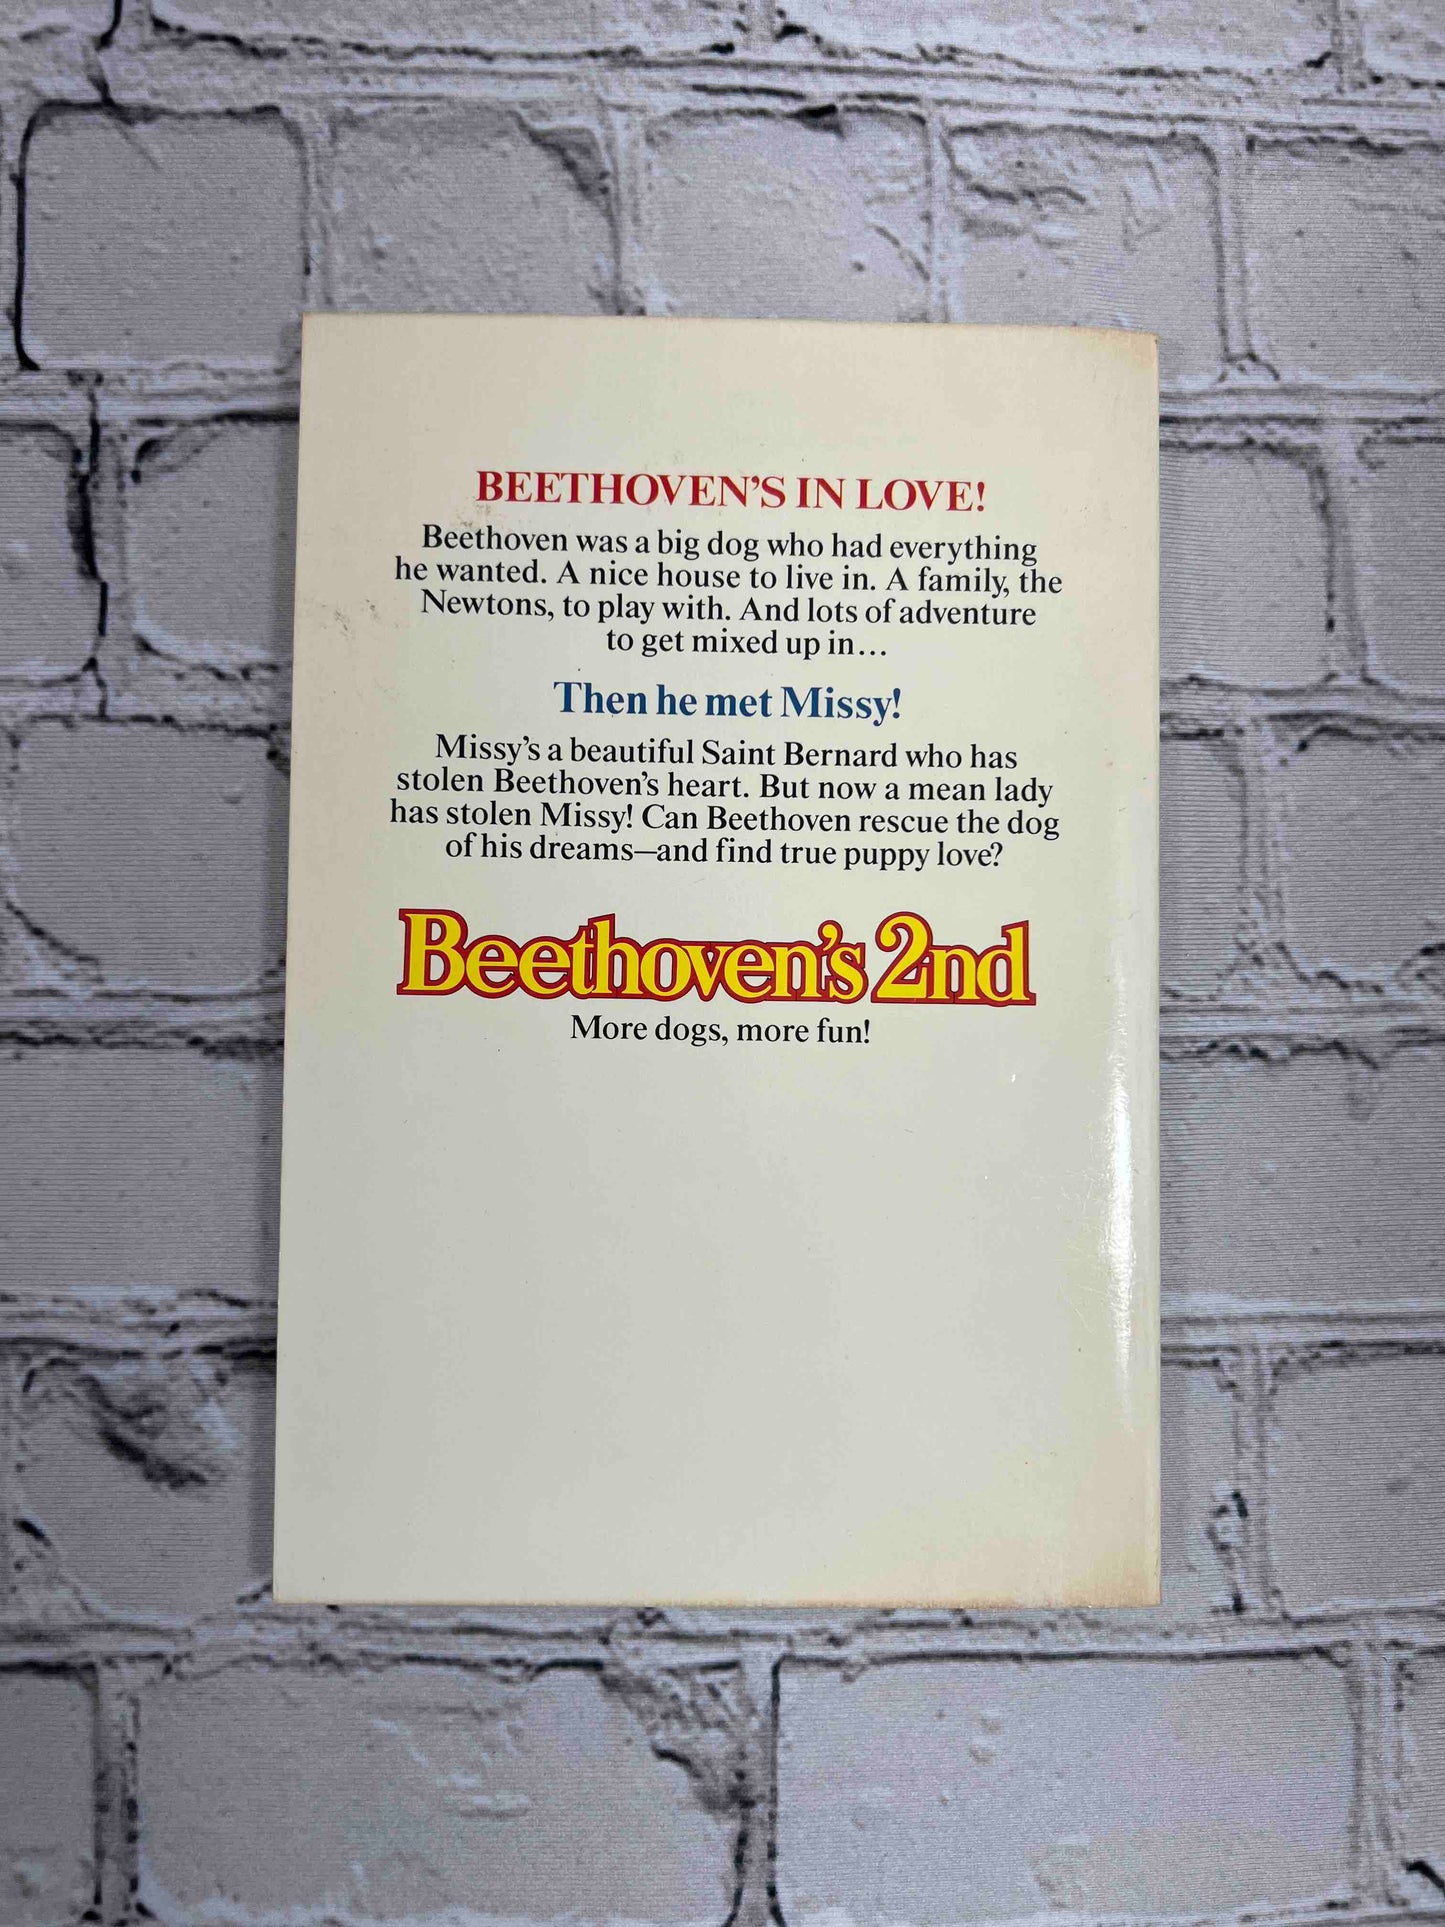 BEETHOVEN'S IN LOVE!
Beethoven was a big dog who had everything
he wanted. A nice house to live in. A family, the
Newtons, to play with. And lots of adventure
to get mixed up in...
Then he met Missy!
Missy's a beautiful Saint Bernard who has
stolen Beethoven's heart. But now a mean lady
has stolen Missy! Can Beethoven rescue the dog
of his dreams—and find true puppy love?
Beethoven's 2nd
More dogs, more fun!